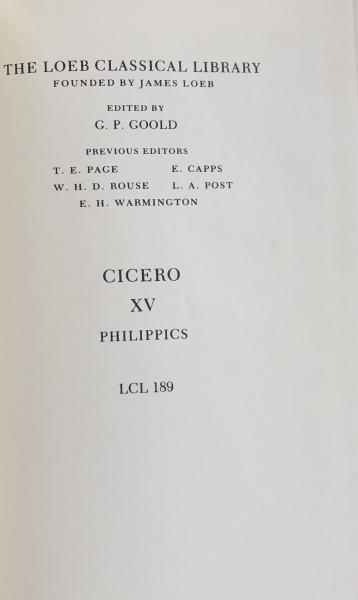 THE LOEB CLASSICAL LIBRARY
FOUNDED BY JAMES LOEB
EDITED BY
G. P. GOOLD
PREVIOUS EDITORS
T. E. PAGE E. CAPPS
W. H. D. ROUSE L. A. POST
E. H. WARMINGTON
CICERO
XV
PHILIPPICS
LCL 189